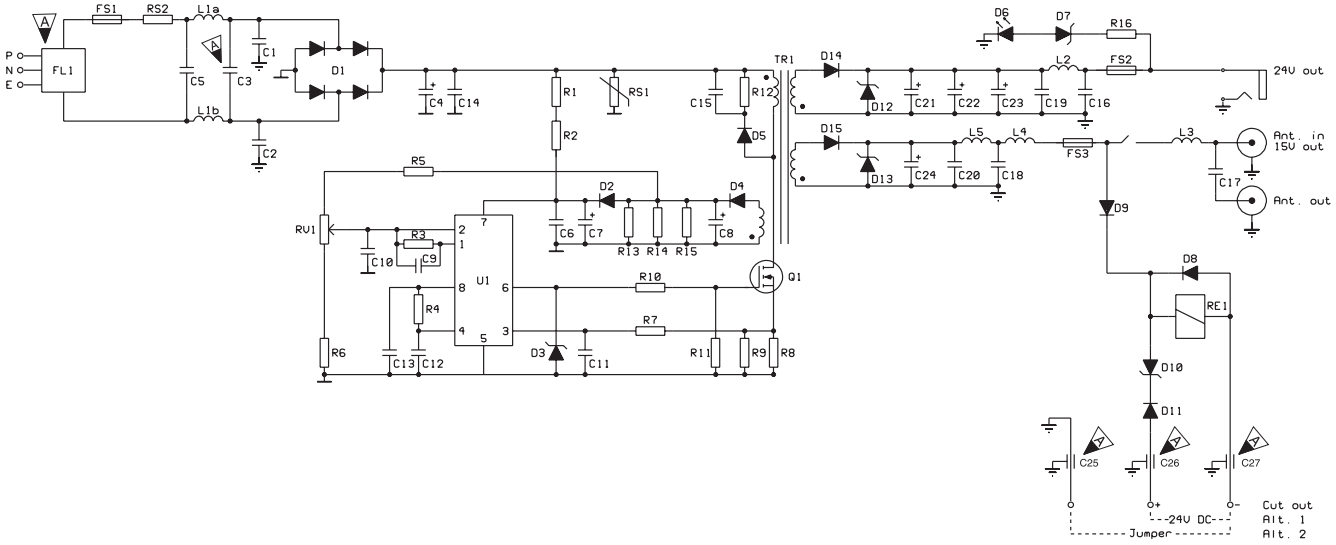 A
FS1
RS2
L1a
P
N
E
FL1
C5
A
C3
C1
D1
L1b
C2
C4
C14
R1
RS1
C15
R12
TR1
R2
D5
D14
D6
D7
R16
D12
C21
C22
C23
L2
C19
FS2
C16
24V out
D15
D13
C24
L5
C20
L4
C18
FS3
L3
Ant. in
15V out
C17
Ant. out
R5
RV1
C10
R3
C9
2
1
7
U1
8
4
6
3
5
C6
C7
D2
R13
R14
R15
C8
D4
R10
Q1
R4
R7
R6
C13
C12
D3
C11
R11
R9
R8
D9
D8
RE1
D10
D11
A
C25
A
C26
A
C27
+
24V DC
-
Cut out
Alt. 1
Jumper
Alt. 2